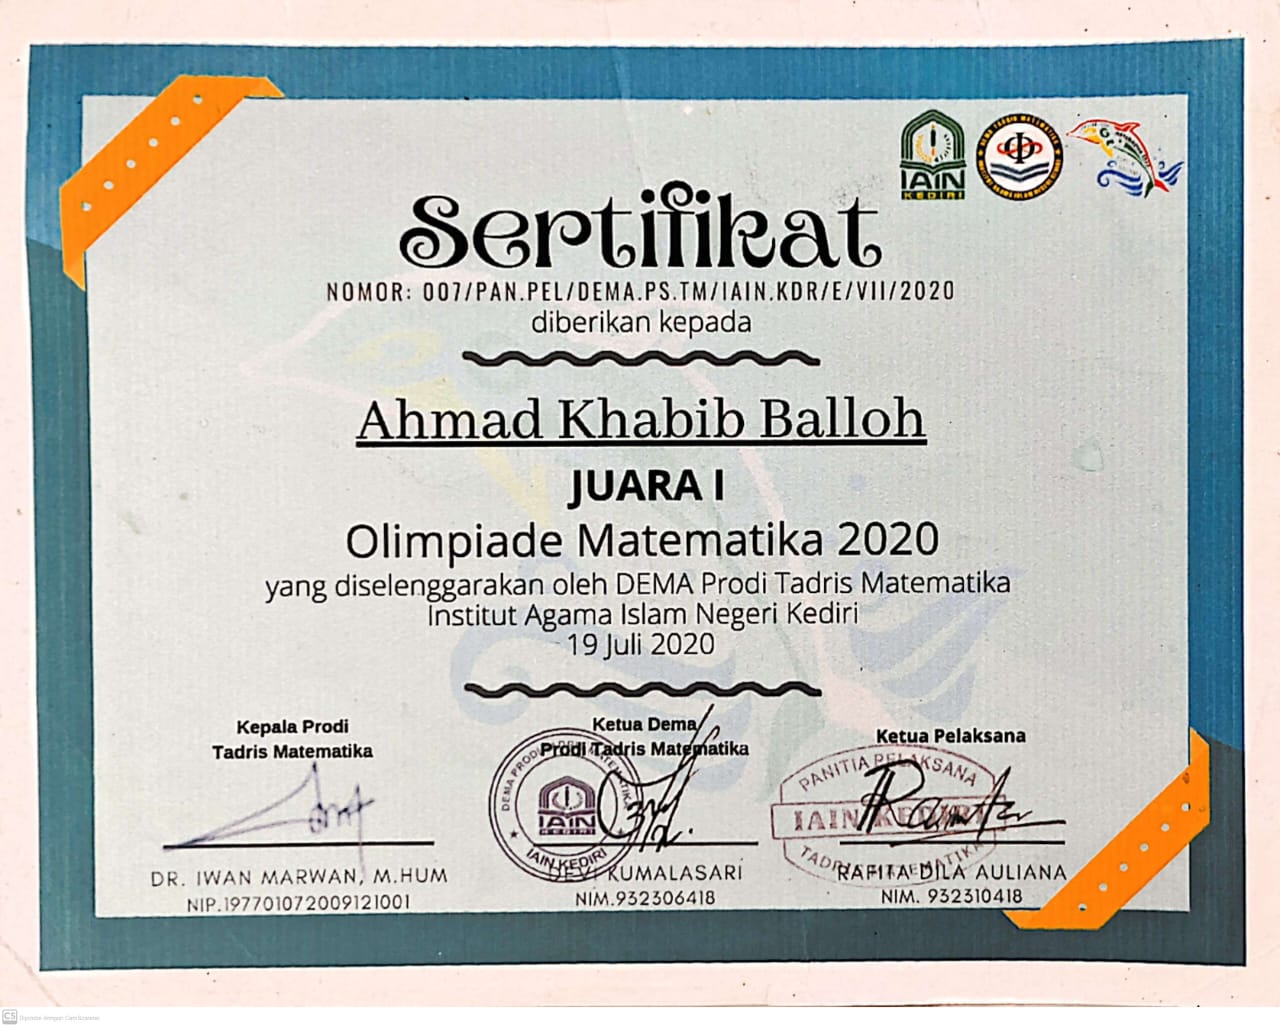 IAIN
KEDIRI
Sertifikat
NOMOR: 007/PAN.PEL/DEMA.PS.TM/IAIN.KDR/E/VII/2020
diberikan kepada
Ahmad Khabib Balloh
JUARA I
Olimpiade Matematika 2020
yang diselenggarakan oleh DEMA Prodi Tadris Matematika
Institut Agama Islam Negeri Kediri
19 Juli 2020
Kepala Prodi
Tadris Matematika
DR. IWAN MARWAN, M.HUM
NIP.197701072009121001
Ketua Dema
Prodi Tadris Matematika
DEMA PRODI TADRIS MATEMATIKA
IAIN
KEDIRI
IAIN KEDIRI
DEVI KUMALASARI
NIM.932306418
Ketua Pelaksana
PANITIA PELAKSANA
IAIN KEDIRI
TADRIS MATEMATIKA
RAFITA DILA AULIANA
NIM. 932310418
CS